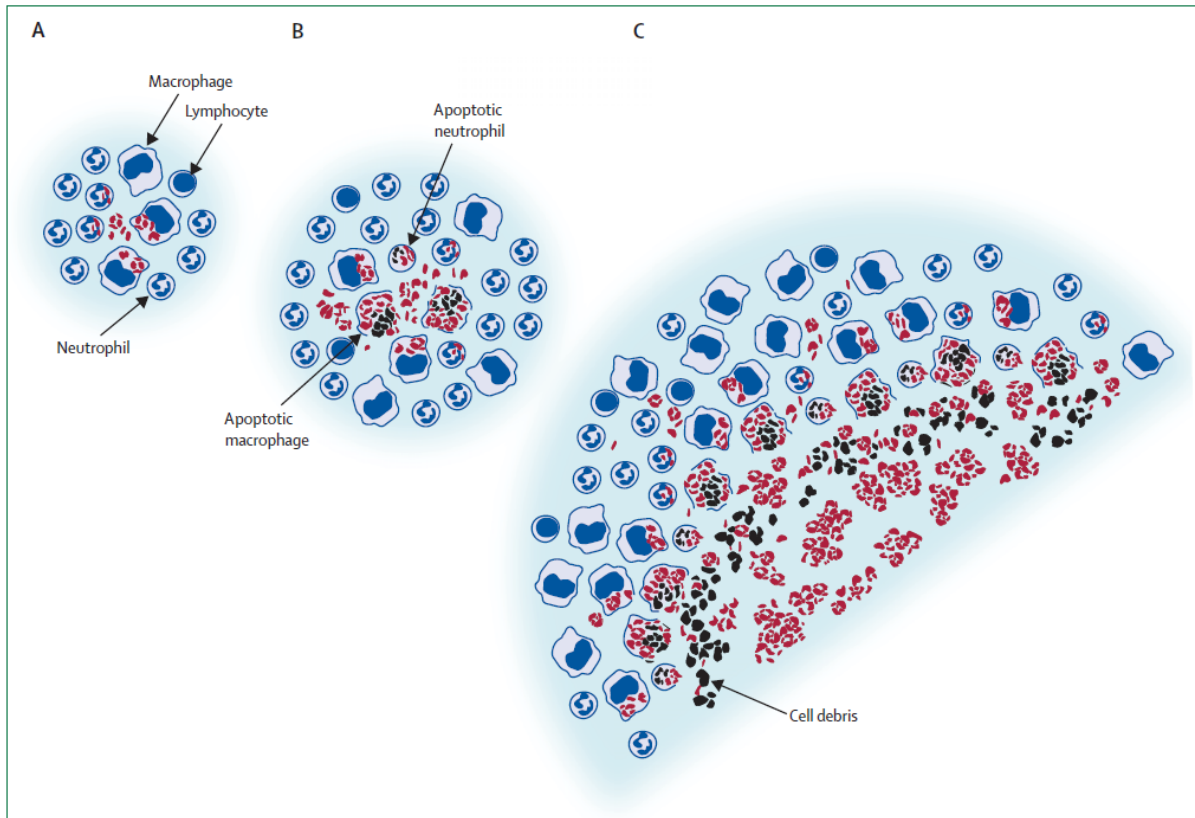 A
B
C
Macrophage
Lymphocyte
Neutrophil
Apoptotic
neutrophil
Apoptotic
macrophage
Cell debris